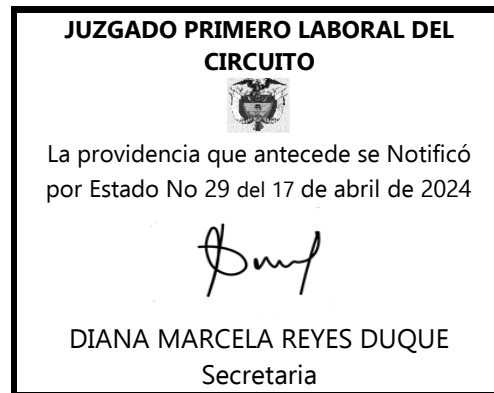 JUZGADO PRIMERO LABORAL DEL
CIRCUITO
La providencia que antecede se Notificó
por Estado No 29 del 17 de abril de 2024
DIANA MARCELA REYES DUQUE
Secretaria